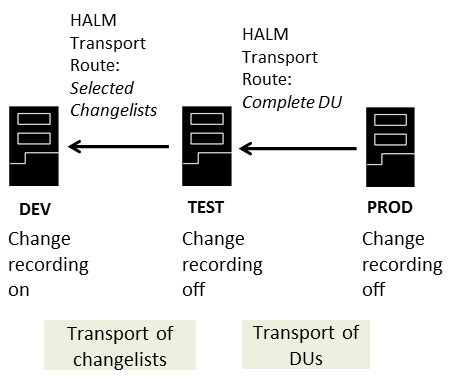 HALM
Transport
Route:
Selected
Changelists
HALM
Transport
Route:
Complete DU
DEV
TEST
PROD
Change
recording
on
Change
recording
off
Change
recording
off
Transport of
changelists
Transport of
DUs